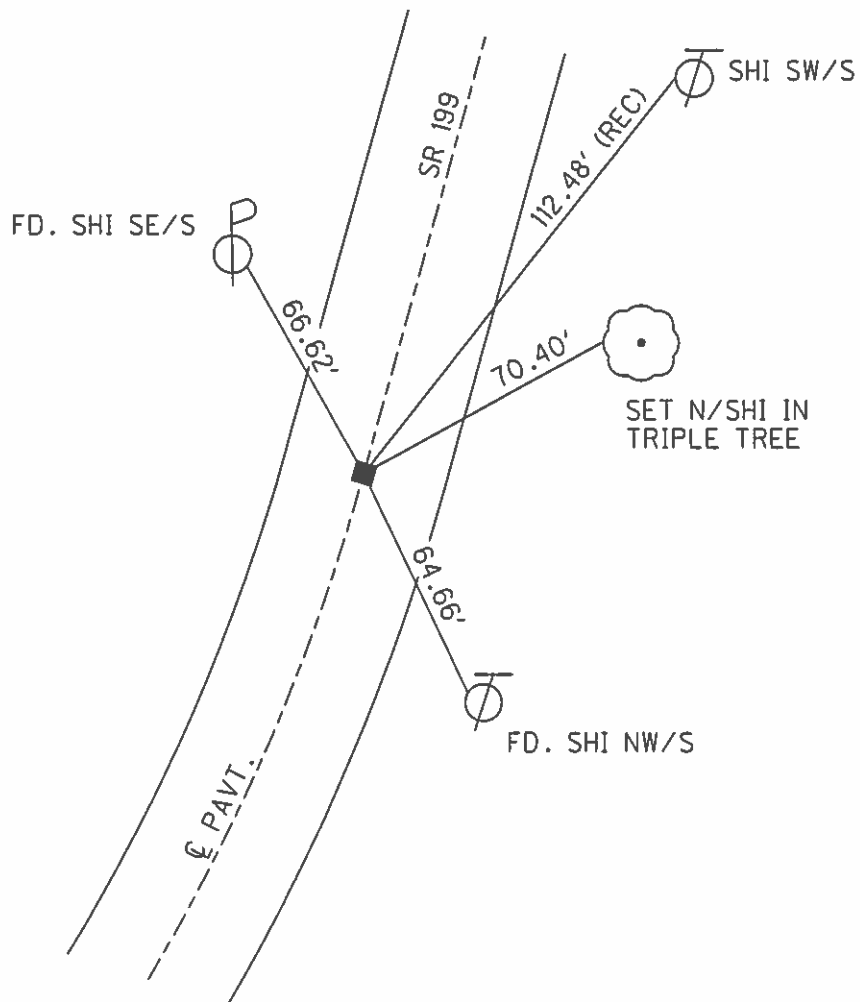 SHI SW/S
SR 199
112.48' (REC)
FD. SHI SE/S
66.62'
70.40'
SET N/SHI IN
TRIPLE TREE
64.66'
FD. SHI NW/S
℄ PAVT.